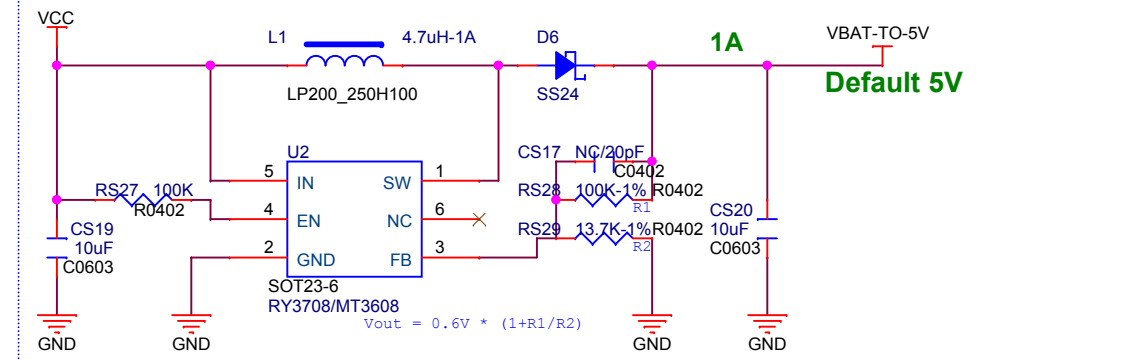 VCC
L1
4.7uH-1A
D6
1A
VBAT-TO-5V
Default 5V
LP200_250H100
SS24
U2
CS17
NC/20pF
C0402
5
IN
SW
1
RS27
100K
R0402
RS28
100K-1%
R0402
R1
4
EN
NC
6
CS19
10uF
C0603
RS29
13.7K-1%
R0402
R2
CS20
10uF
C0603
2
GND
FB
3
SOT23-6
RY3708/MT3608
Vout = 0.6V * (1+R1/R2)
GND
GND
GND
GND